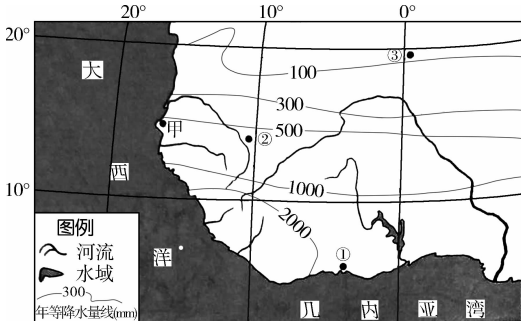 20° 10° 0°
20°
大
③
100
300
甲
500
②
西
10°
1000
2000
图例
河流
水域
300
年等降水量线(mm)
洋
①
几 内 亚 湾